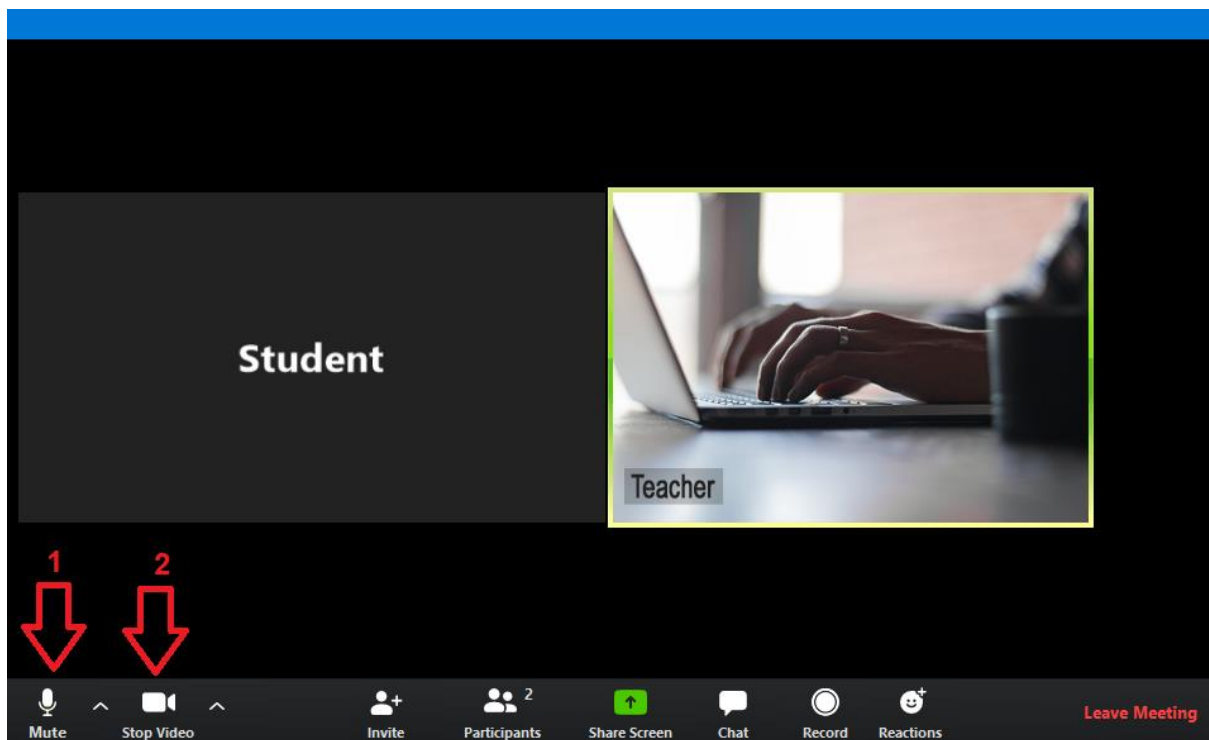 Student
Teacher
1 2
2
Mute Stop Video Invite Participants Share Screen Chat Record Reactions Leave Meeting